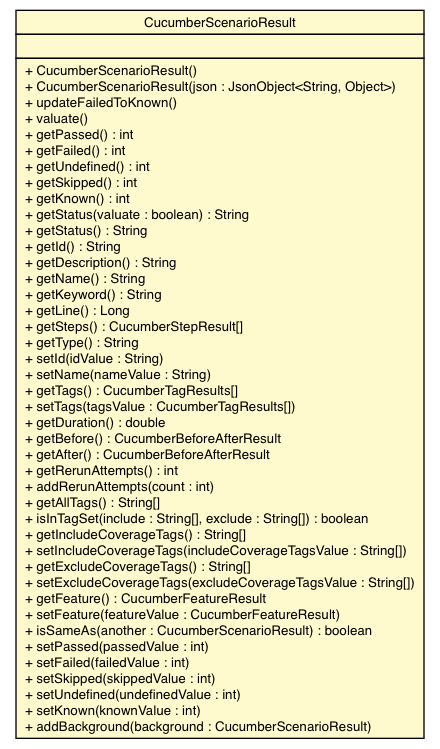 CucumberScenarioResult
+ CucumberScenarioResult()
+ CucumberScenarioResult(json : JsonObject<String, Object>)
+ updateFailedToKnown()
+ valuate()
+ getPassed() : int
+ getFailed() : int
+ getUndefined() : int
+ getSkipped() : int
+ getKnown() : int
+ getStatus(valuate : boolean) : String
+ getStatus() : String
+ getId() : String
+ getDescription() : String
+ getName() : String
+ getKeyword() : String
+ getLine() : Long
+ getSteps() : CucumberStepResult[]
+ getType() : String
+ setId(idValue : String)
+ setName(nameValue : String)
+ getTags() : CucumberTagResults[]
+ setTags(tagsValue : CucumberTagResults[])
+ getDuration() : double
+ getBefore() : CucumberBeforeAfterResult
+ getAfter() : CucumberBeforeAfterResult
+ getRerunAttempts() : int
+ addRerunAttempts(count : int)
+ getAllTags() : String[]
+ isInTagSet(include : String[], exclude : String[]) : boolean
+ getIncludeCoverageTags() : String[]
+ setIncludeCoverageTags(includeCoverageTagsValue : String[])
+ getExcludeCoverageTags() : String[]
+ setExcludeCoverageTags(excludeCoverageTagsValue : String[])
+ getFeature() : CucumberFeatureResult
+ setFeature(featureValue : CucumberFeatureResult)
+ isSameAs(another : CucumberScenarioResult) : boolean
+ setPassed(passedValue : int)
+ setFailed(failedValue : int)
+ setSkipped(skippedValue : int)
+ setUndefined(undefinedValue : int)
+ setKnown(knownValue : int)
+ addBackground(background : CucumberScenarioResult)